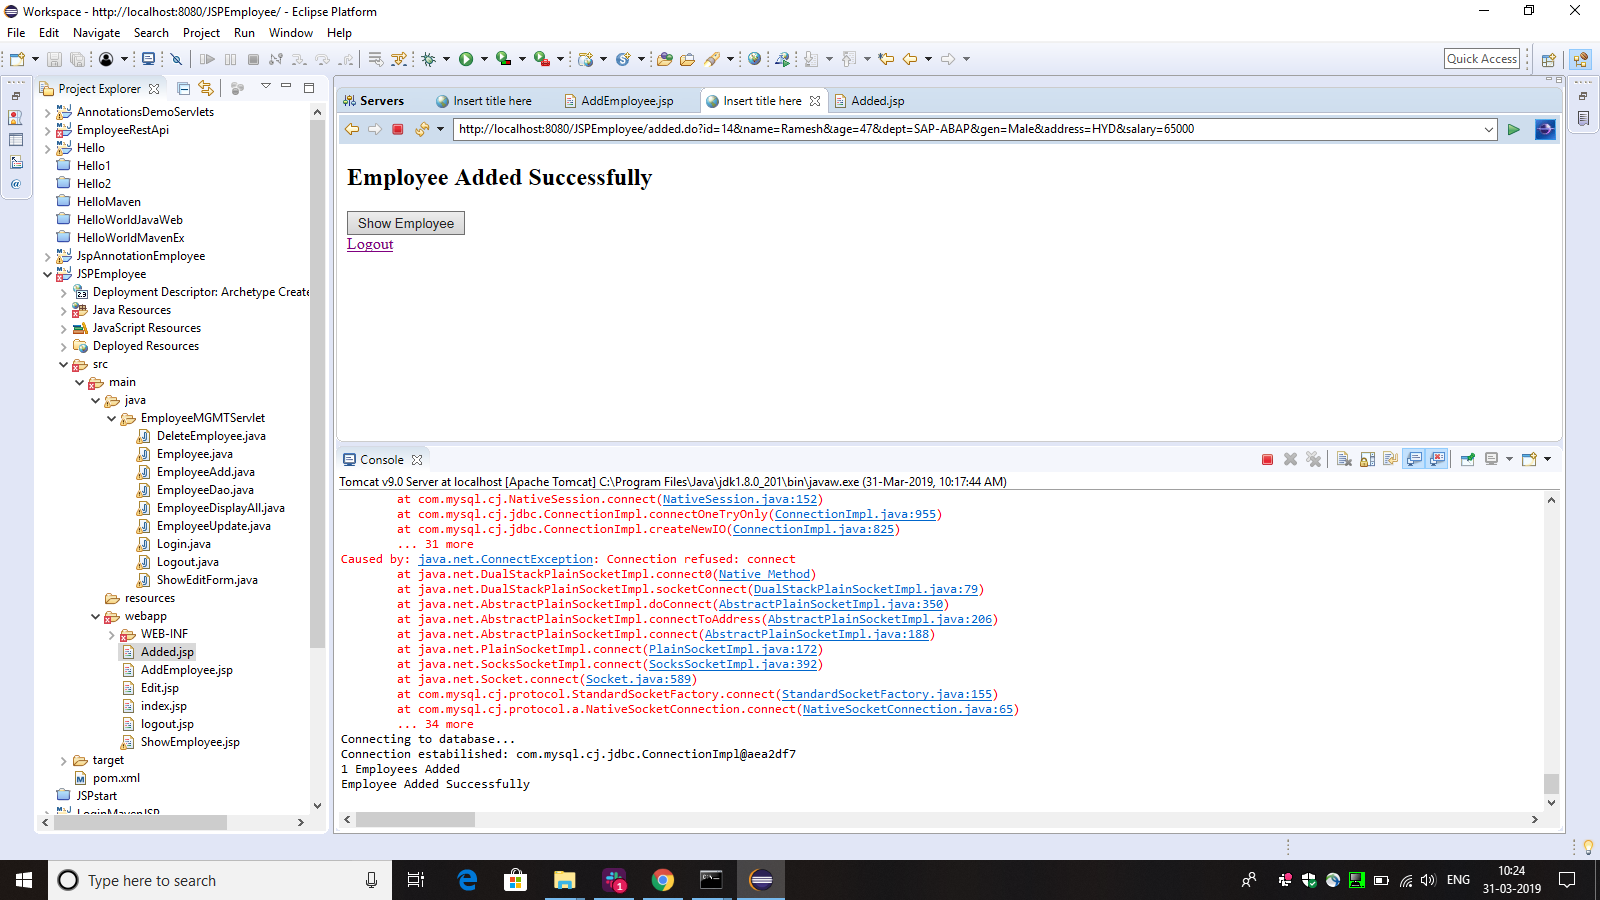 Workspace - http://localhost:8080/JSPEmployee/ - Eclipse Platform
File Edit Navigate Search Project Run Window Help
Quick Access
Project Explorer
AnnotationsDemoServlets
EmployeeRestApi
Hello
Hello1
Hello2
HelloMaven
HelloWorldJavaWeb
HelloWorldMavenEx
JspAnnotationEmployee
JSPEmployee
Deployment Descriptor: Archetype Create
Java Resources
JavaScript Resources
Deployed Resources
src
main
java
EmployeeMGMTServlet
DeleteEmployee.java
Employee.java
EmployeeAdd.java
EmployeeDao.java
EmployeeDisplayAll.java
EmployeeUpdate.java
Login.java
Logout.java
ShowEditForm.java
resources
webapp
WEB-INF
Added.jsp
AddEmployee.jsp
Edit.jsp
index.jsp
logout.jsp
ShowEmployee.jsp
target
pom.xml
JSPstart
LoginMavenJSP
Servers Insert title here AddEmployee.jsp Insert title here Added.jsp
http://localhost:8080/JSPEmployee/added.do?id=14&name=Ramesh&age=47&dept=SAP-ABAP&gen=Male&address=HYD&salary=65000
Employee Added Successfully
Show Employee
Logout
Console
Tomcat v9.0 Server at localhost [Apache Tomcat] C:\Program Files\Java\jdk1.8.0_201\bin\javaw.exe (31-Mar-2019, 10:17:44 AM)
at com.mysql.cj.NativeSession.connect(NativeSession.java:152)
at com.mysql.cj.jdbc.ConnectionImpl.connectOneTryOnly(ConnectionImpl.java:955)
at com.mysql.cj.jdbc.ConnectionImpl.createNewIO(ConnectionImpl.java:825)
... 31 more
Caused by: java.net.ConnectException: Connection refused: connect
at java.net.DualStackPlainSocketImpl.connect0(Native Method)
at java.net.DualStackPlainSocketImpl.socketConnect(DualStackPlainSocketImpl.java:79)
at java.net.AbstractPlainSocketImpl.doConnect(AbstractPlainSocketImpl.java:350)
at java.net.AbstractPlainSocketImpl.connectToAddress(AbstractPlainSocketImpl.java:206)
at java.net.AbstractPlainSocketImpl.connect(AbstractPlainSocketImpl.java:188)
at java.net.PlainSocketImpl.connect(PlainSocketImpl.java:172)
at java.net.SocksSocketImpl.connect(SocksSocketImpl.java:392)
at java.net.Socket.connect(Socket.java:589)
at com.mysql.cj.protocol.StandardSocketFactory.connect(StandardSocketFactory.java:155)
at com.mysql.cj.protocol.a.NativeSocketConnection.connect(NativeSocketConnection.java:65)
... 34 more
Connecting to database...
Connection estabilished: com.mysql.cj.jdbc.ConnectionImpl@aea2df7
1 Employees Added
Employee Added Successfully
Type here to search
1
ENG
10:24
31-03-2019